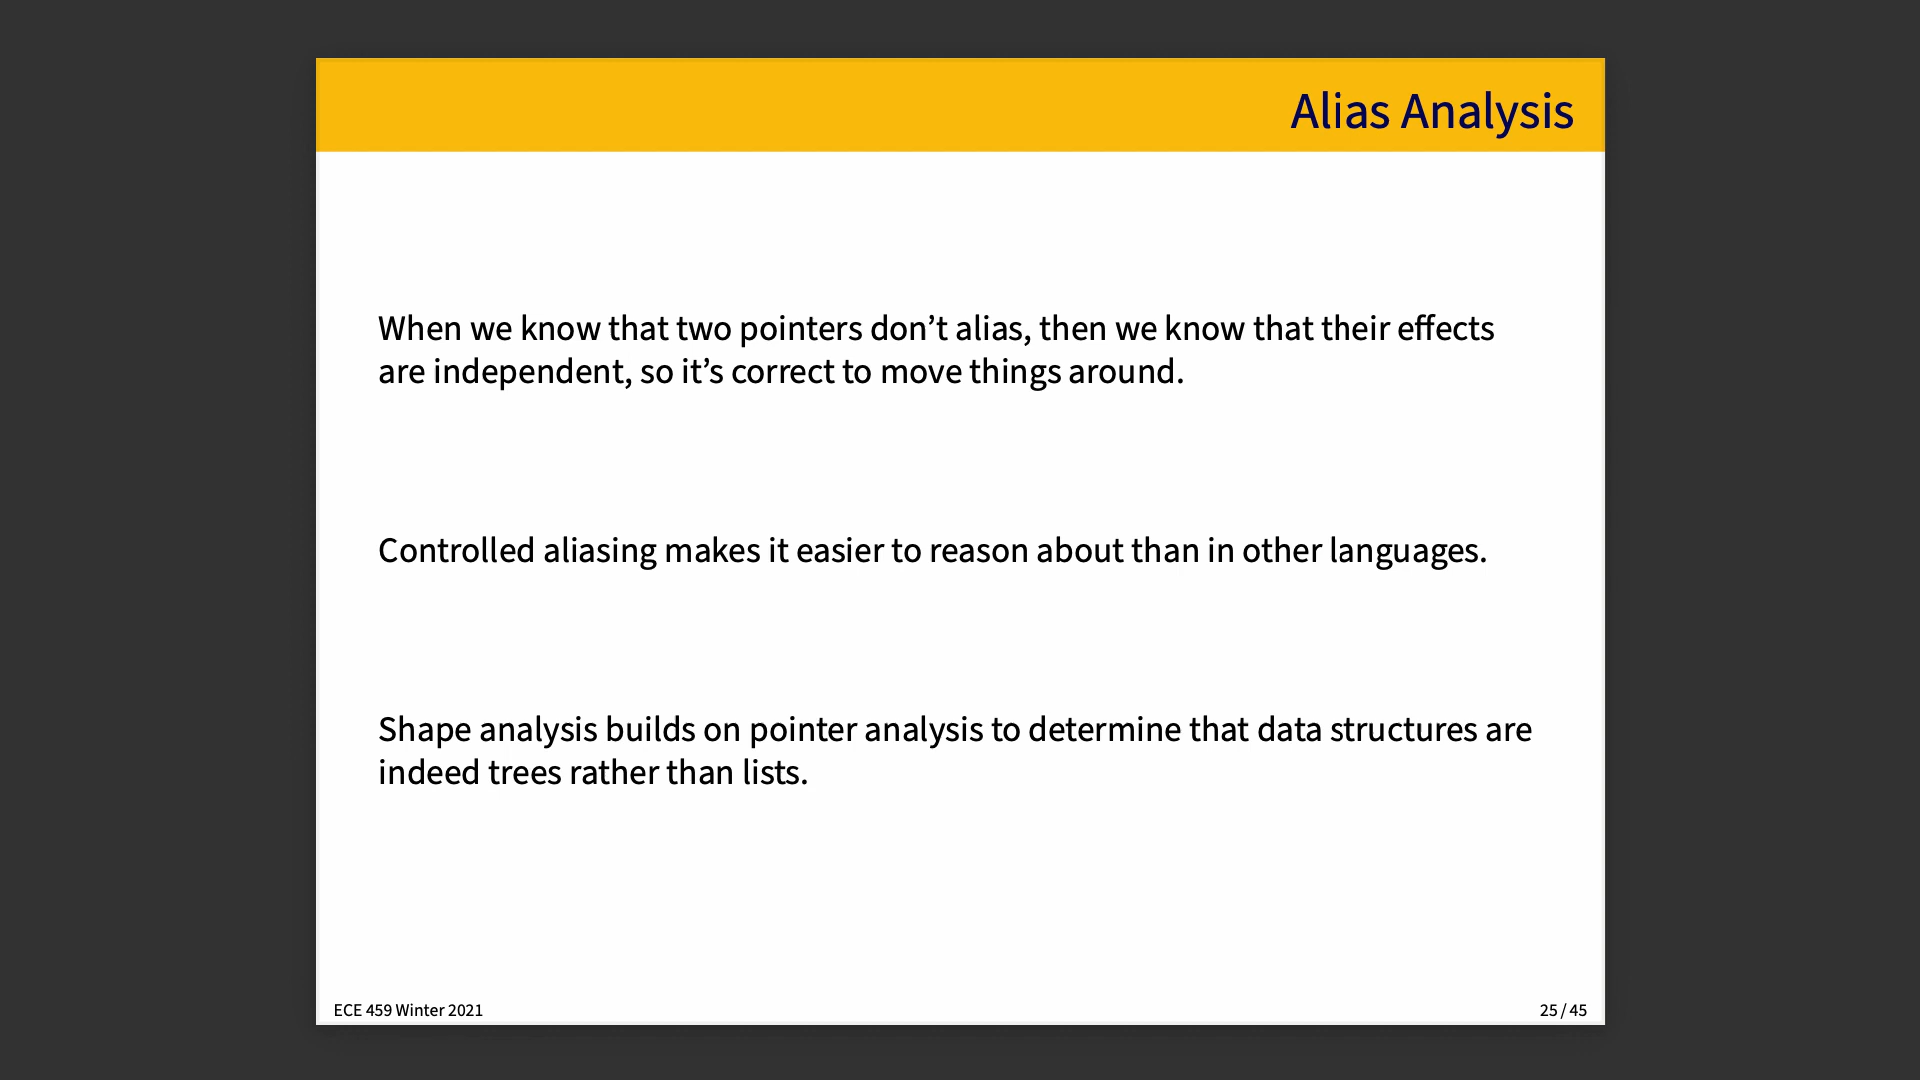 Alias Analysis
When we know that two pointers don’t alias, then we know that their effects
are independent, so it’s correct to move things around.
Controlled aliasing makes it easier to reason about than in other languages.
Shape analysis builds on pointer analysis to determine that data structures are
indeed trees rather than lists.
ECE 459 Winter 2021
25 / 45